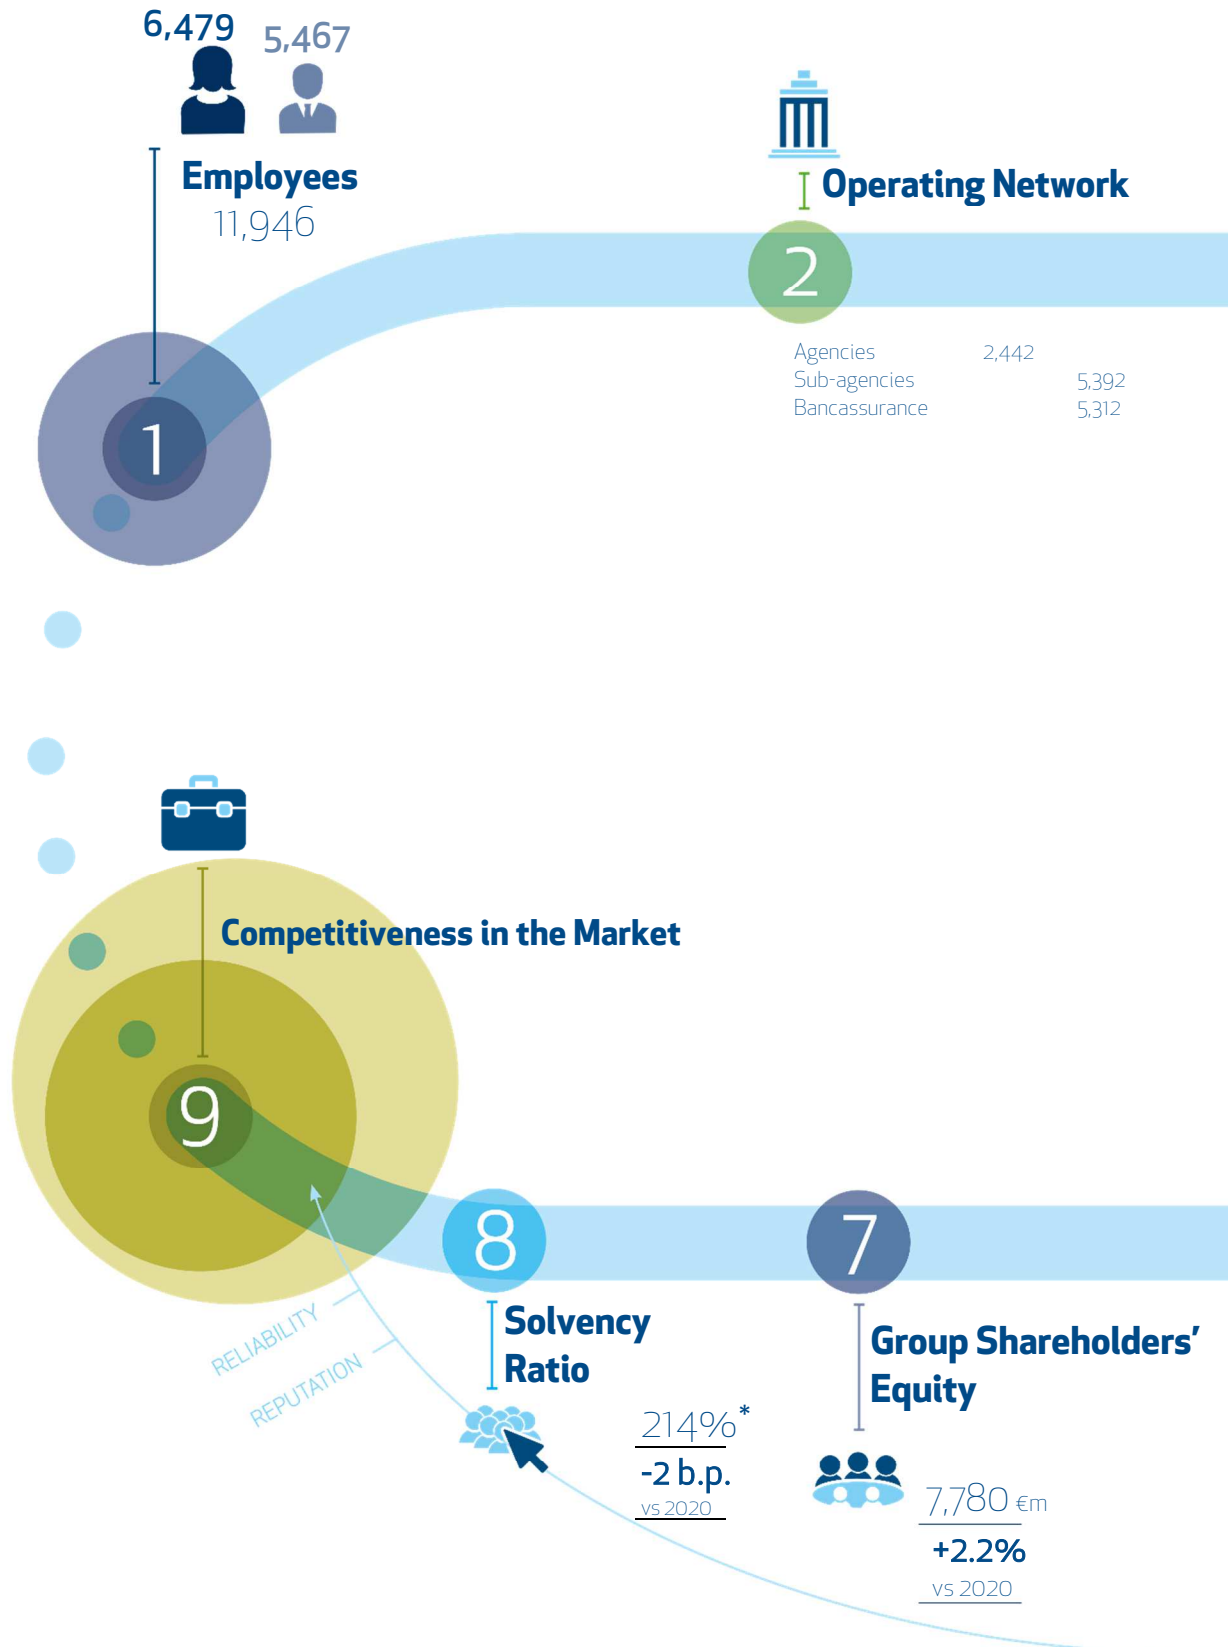 6,479 5,467
Employees
11,946
Operating Network
1
2
Agencies 2,442
Sub-agencies 5,392
Bancassurance 5,312
Competitiveness in the Market
9
8
7
RELIABILITY
REPUTATION
Solvency
Ratio
214%*
-2 b.p.
vs 2020
Group Shareholders’
Equity
7,780 €m
+2.2%
vs 2020